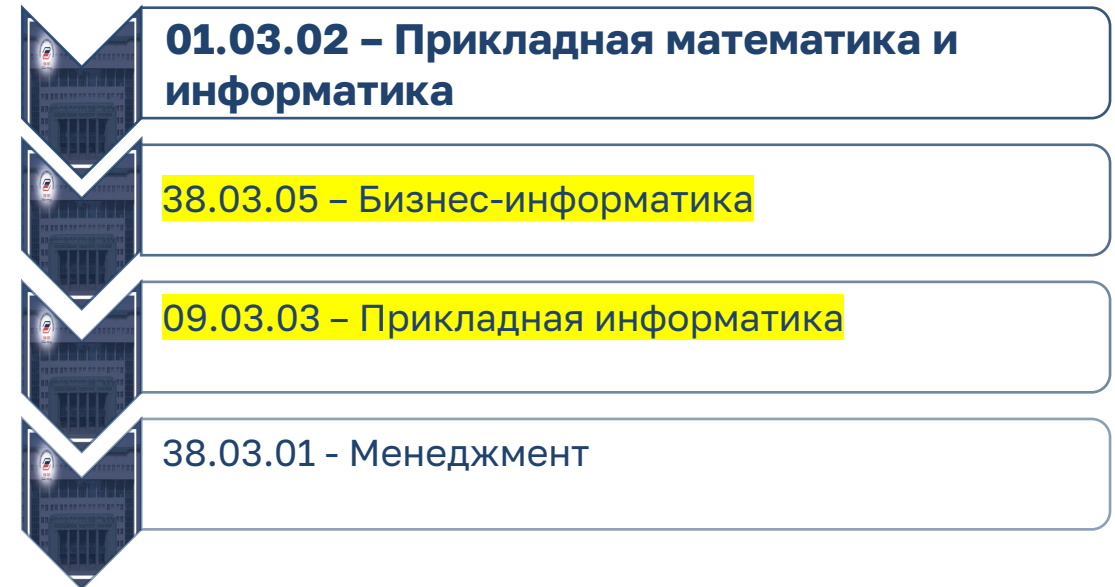 01.03.02 – Прикладная математика и
информатика
38.03.05 – Бизнес-информатика
09.03.03 – Прикладная информатика
38.03.01 - Менеджмент